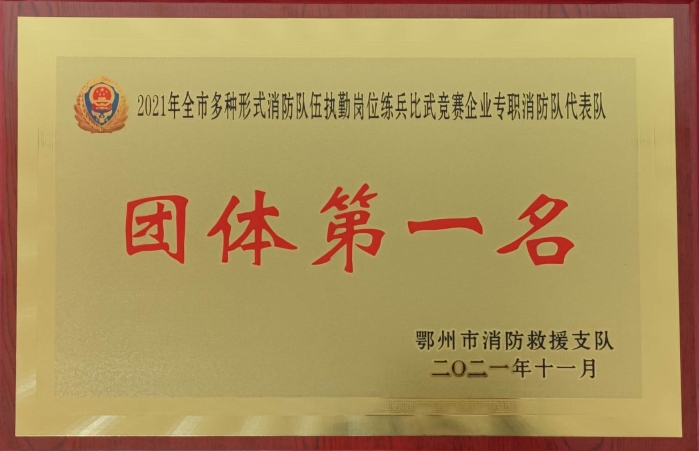 2021年全市多种形式消防队伍执勤岗位练兵比武竞赛企业专职消防队代表队
团体第一名
鄂州市消防救援支队
二〇二一年十一月